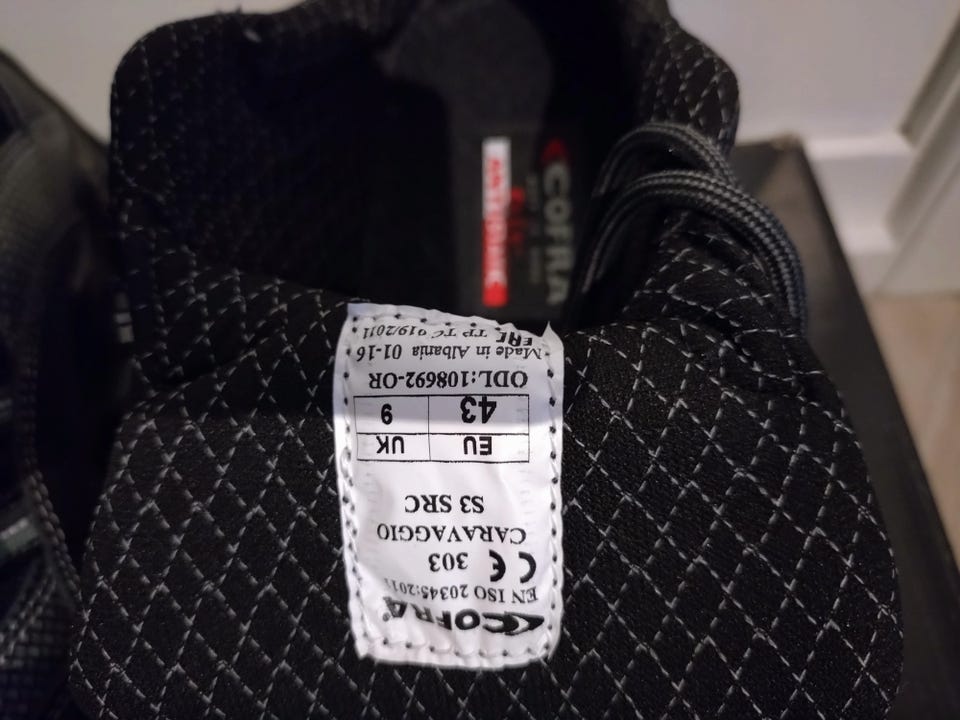 COFRA®
EN ISO 20345:2011
CE 303
CARAVAGGIO
S3 SRC
EU UK
43 9
ODL:108692-OR
Made in Albania 01-16
EAC TP TC 019/2011
COFRA